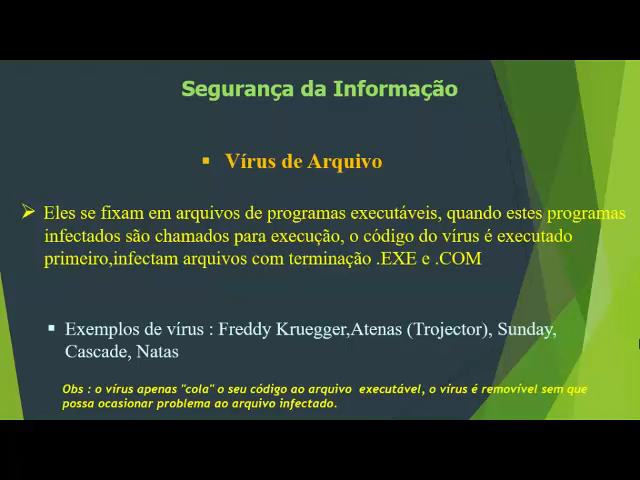 Segurança da Informação
▪ Vírus de Arquivo
➢ Eles se fixam em arquivos de programas executáveis, quando estes programas
infectados são chamados para execução, o código do vírus é executado
primeiro,infectam arquivos com terminação .EXE e .COM
▪ Exemplos de vírus : Freddy Kruegger,Atenas (Trojector), Sunday,
Cascade, Natas
Obs : o vírus apenas "cola" o seu código ao arquivo executável, o vírus é removível sem que
possa ocasionar problema ao arquivo infectado.